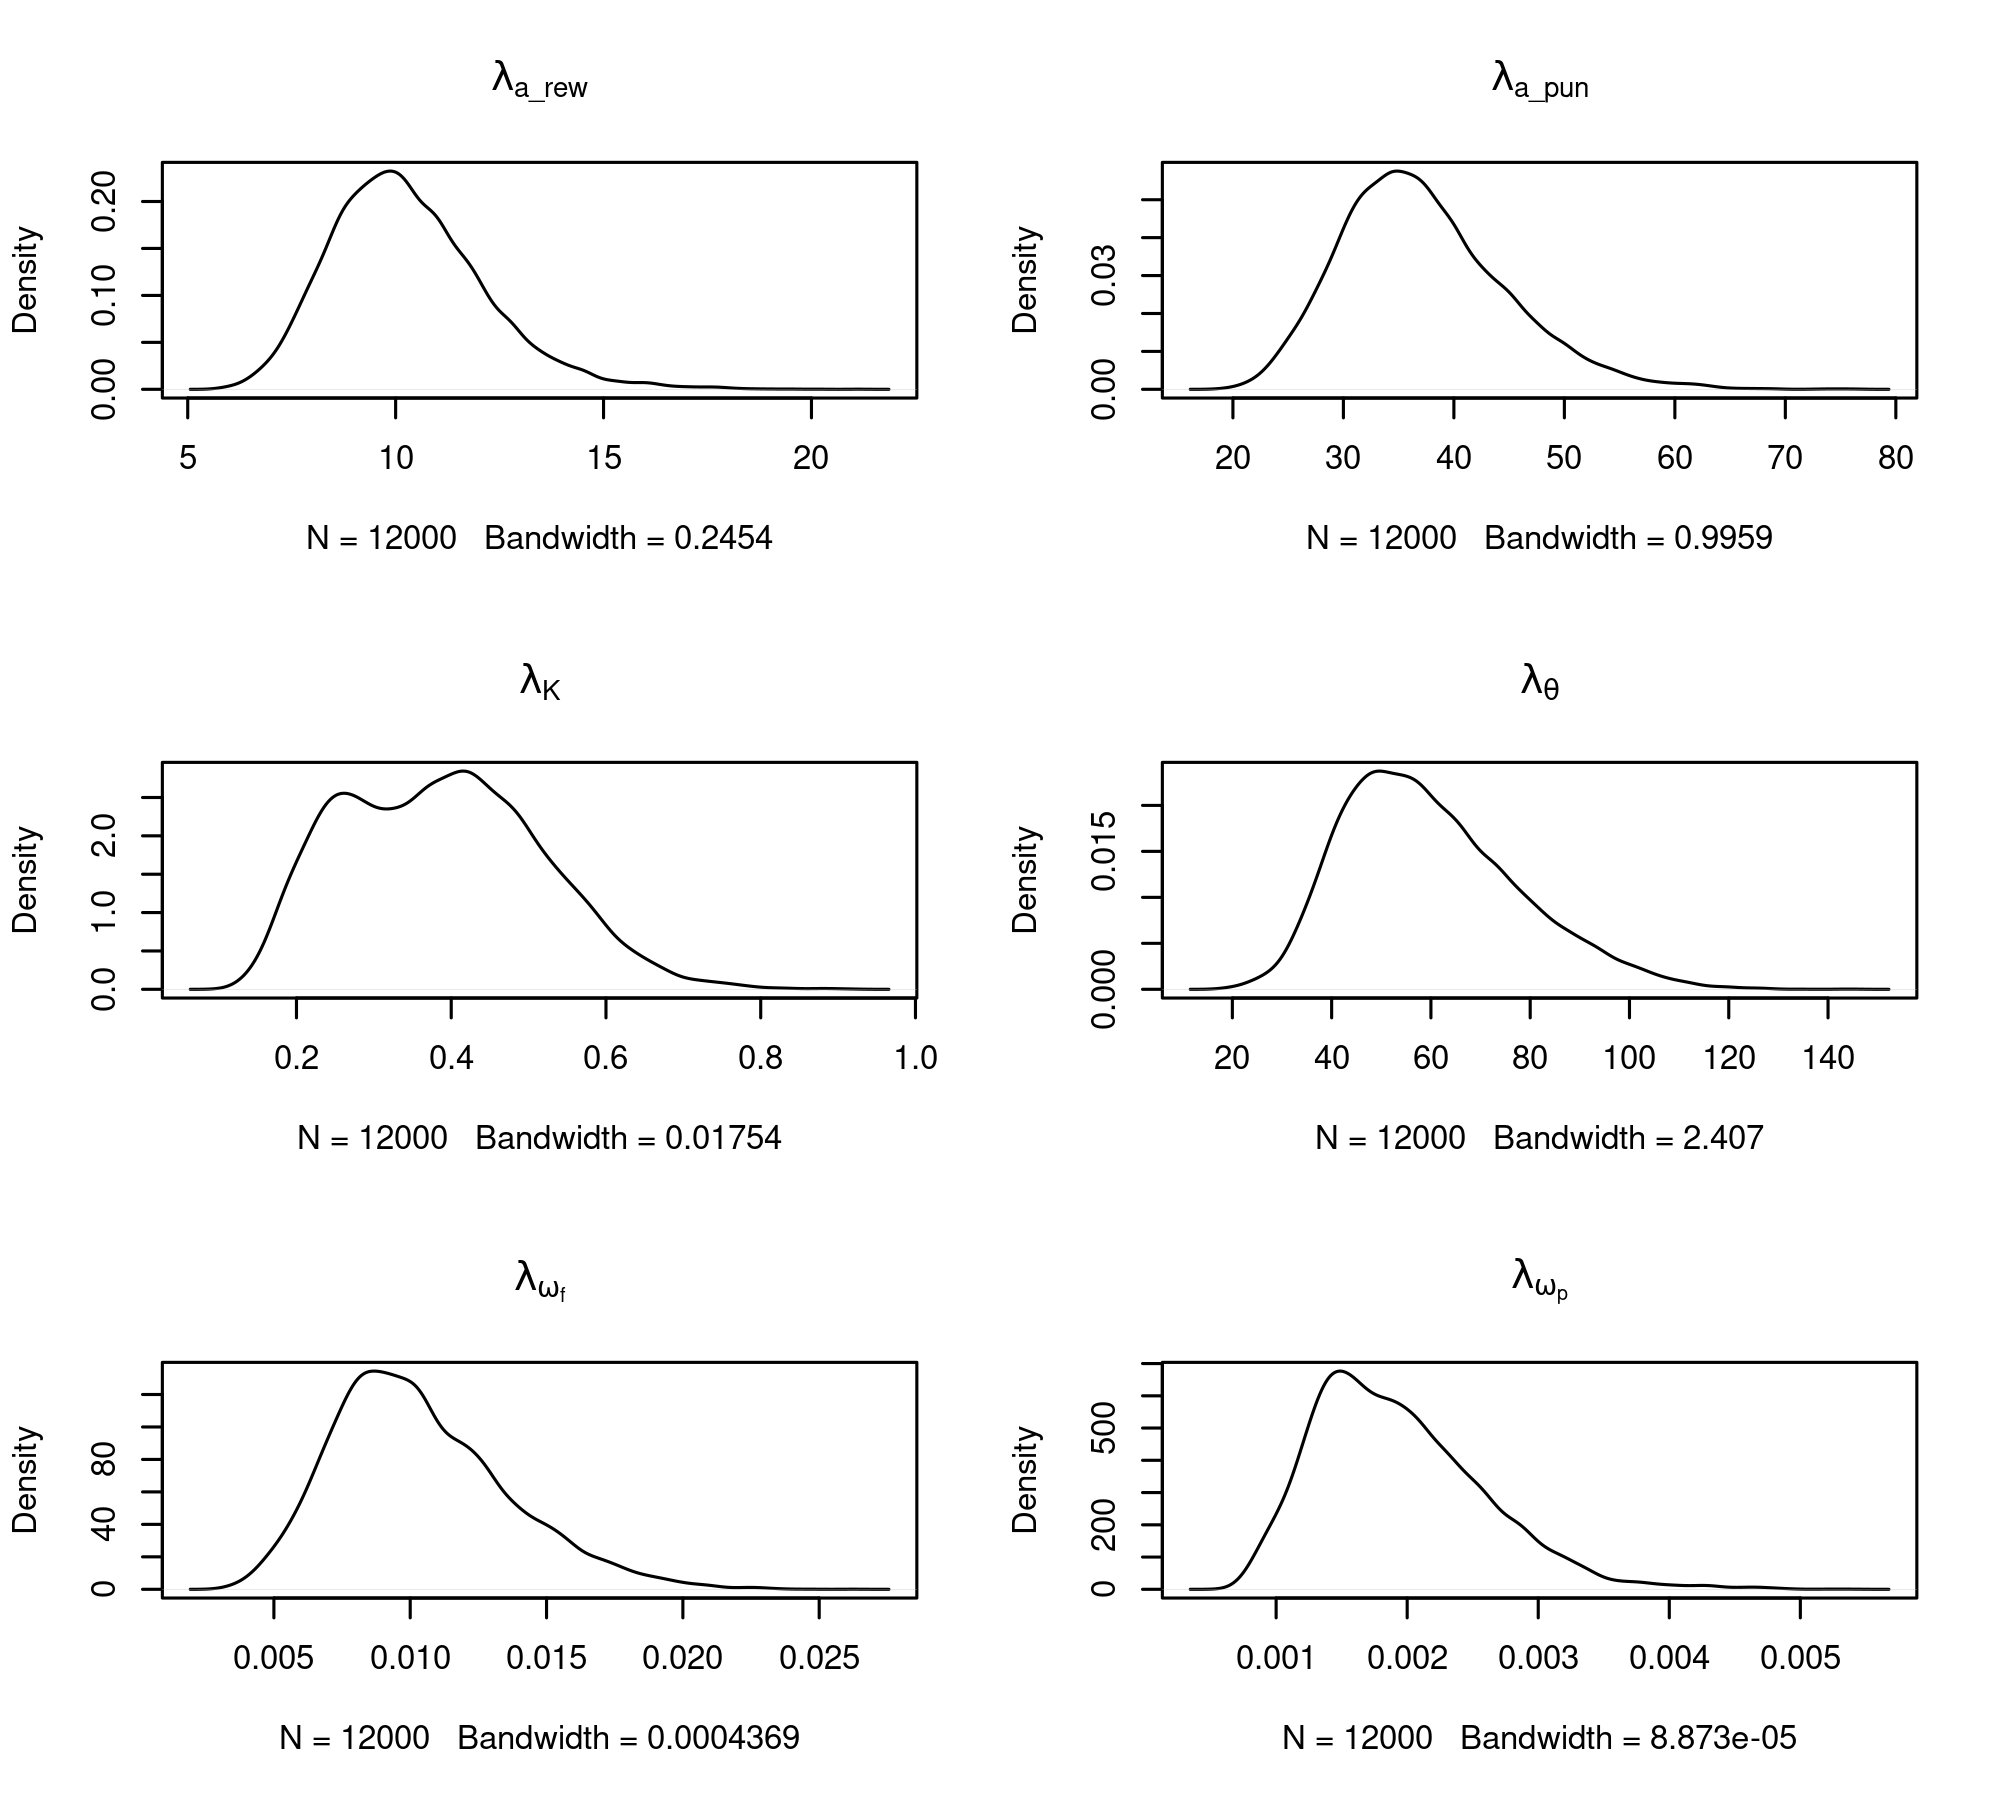 λa_rew
Density
0.00 0.10 0.20
5 10 15 20
N = 12000 Bandwidth = 0.2454
λa_pun
Density
0.00 0.03
20 30 40 50 60 70 80
N = 12000 Bandwidth = 0.9959
λK
Density
0.0 1.0 2.0
0.2 0.4 0.6 0.8 1.0
N = 12000 Bandwidth = 0.01754
λθ
Density
0.000 0.015
20 40 60 80 100 120 140
N = 12000 Bandwidth = 2.407
λωf
Density
0 40 80
0.005 0.010 0.015 0.020 0.025
N = 12000 Bandwidth = 0.0004369
λωp
Density
0 200 500
0.001 0.002 0.003 0.004 0.005
N = 12000 Bandwidth = 8.873e-05